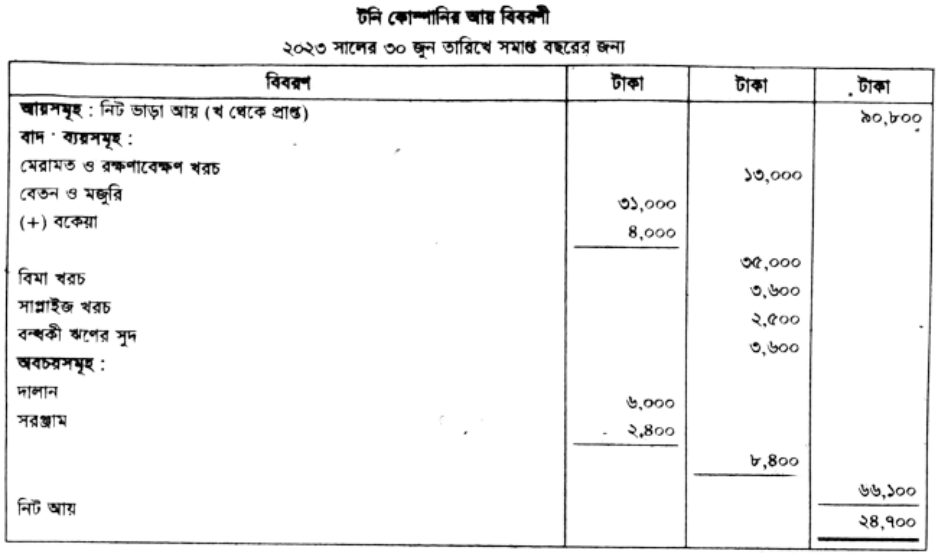 টনি কোম্পানির আয় বিবরণী
২০২৩ সালের ৩০ জুন তারিখে সমাপ্ত বছরের জন্য
বিবরণ টাকা টাকা টাকা
আয়সমূহ : নিট ভাড়া আয় (খ থেকে প্রাপ্ত) ৯০,৮০০
বাদ : ব্যয়সমূহ :
মেরামত ও রক্ষণাবেক্ষণ খরচ ১৩,০০০
বেতন ও মজুরি ৩১,০০০
(+) বকেয়া ৪,০০০
৩৫,০০০
বিমা খরচ ৩,৬০০
সাপ্লাইজ খরচ ২,৫০০
বন্ধকী ঋণের সুদ ৩,৬০০
অবচয়সমূহ :
দালান ৬,০০০
সরঞ্জাম ২,৪০০
৮,৪০০
৬৬,১০০
নিট আয় ২৪,৭০০